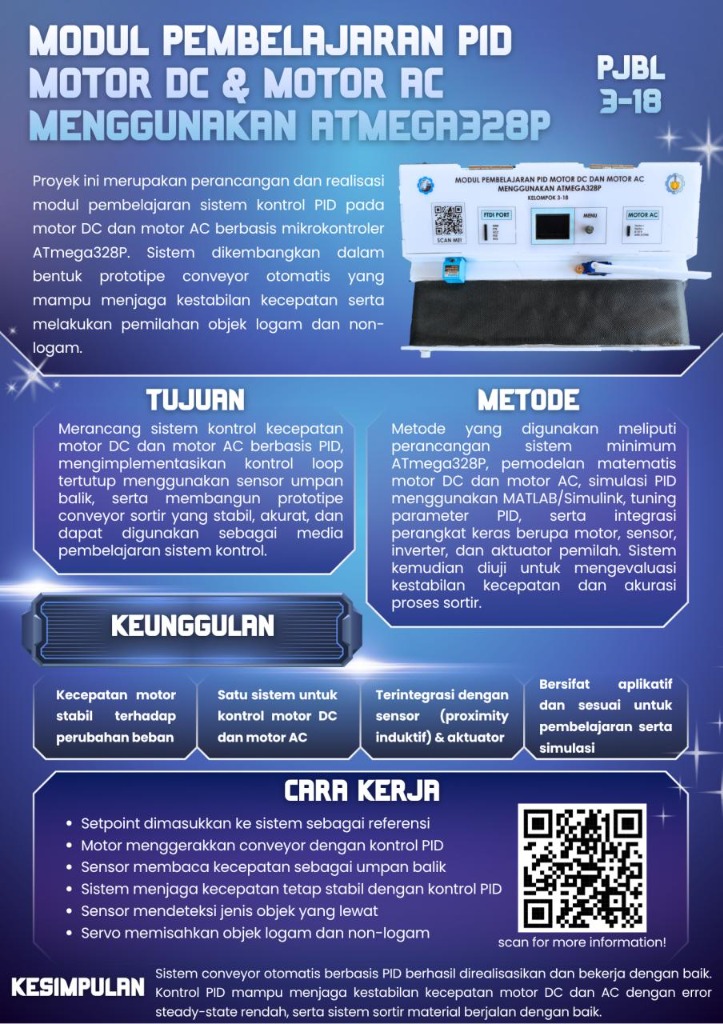 MODUL PEMBELAJARAN PID
MOTOR DC & MOTOR AC
MENGGUNAKAN ATMEGA328P
PJBL
3-18
Proyek ini merupakan perancangan dan realisasi
modul pembelajaran sistem kontrol PID pada
motor DC dan motor AC berbasis mikrokontroler
ATmega328P. Sistem dikembangkan dalam
bentuk prototipe conveyor otomatis yang
mampu menjaga kestabilan kecepatan serta
melakukan pemilahan objek logam dan non-
logam.
MODUL PEMBELAJARAN PID MOTOR DC DAN MOTOR AC
MENGGUNAKAN ATMEGA328P
KELOMPOK 3-18
FTDI PORT
MENU
MOTOR AC
SCAN ME!
TUJUAN
Merancang sistem kontrol kecepatan
motor DC dan motor AC berbasis PID,
mengimplementasikan kontrol loop
tertutup menggunakan sensor umpan
balik, serta membangun prototipe
conveyor sortir yang stabil, akurat, dan
dapat digunakan sebagai media
pembelajaran sistem kontrol.
METODE
Metode yang digunakan meliputi
perancangan sistem minimum
ATmega328P, pemodelan matematis
motor DC dan motor AC, simulasi PID
menggunakan MATLAB/Simulink, tuning
parameter PID, serta integrasi
perangkat keras berupa motor, sensor,
inverter, dan aktuator pemilah. Sistem
kemudian diuji untuk mengevaluasi
kestabilan kecepatan dan akurasi
proses sortir.
KEUNGGULAN
Kecepatan motor
stabil terhadap
perubahan beban
Satu sistem untuk
kontrol motor DC
dan motor AC
Terintegrasi dengan
sensor (proximity
induktif) & aktuator
Bersifat aplikatif
dan sesuai untuk
pembelajaran serta
simulasi
CARA KERJA
• Setpoint dimasukkan ke sistem sebagai referensi
• Motor menggerakkan conveyor dengan kontrol PID
• Sensor membaca kecepatan sebagai umpan balik
• Sistem menjaga kecepatan tetap stabil dengan kontrol PID
• Sensor mendeteksi jenis objek yang lewat
• Servo memisahkan objek logam dan non-logam
scan for more information!
KESIMPULAN
Sistem conveyor otomatis berbasis PID berhasil direalisasikan dan bekerja dengan baik.
Kontrol PID mampu menjaga kestabilan kecepatan motor DC dan AC dengan error
steady-state rendah, serta sistem sortir material berjalan dengan baik.